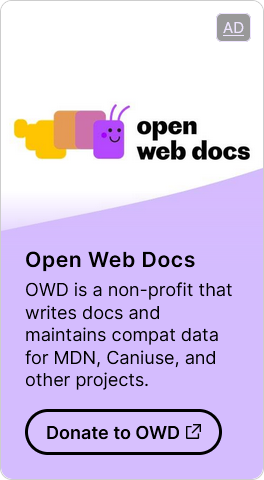 AD
open
web docs
Open Web Docs
OWD is a non-profit that
writes docs and
maintains compat data
for MDN, Caniuse, and
other projects.
Donate to OWD